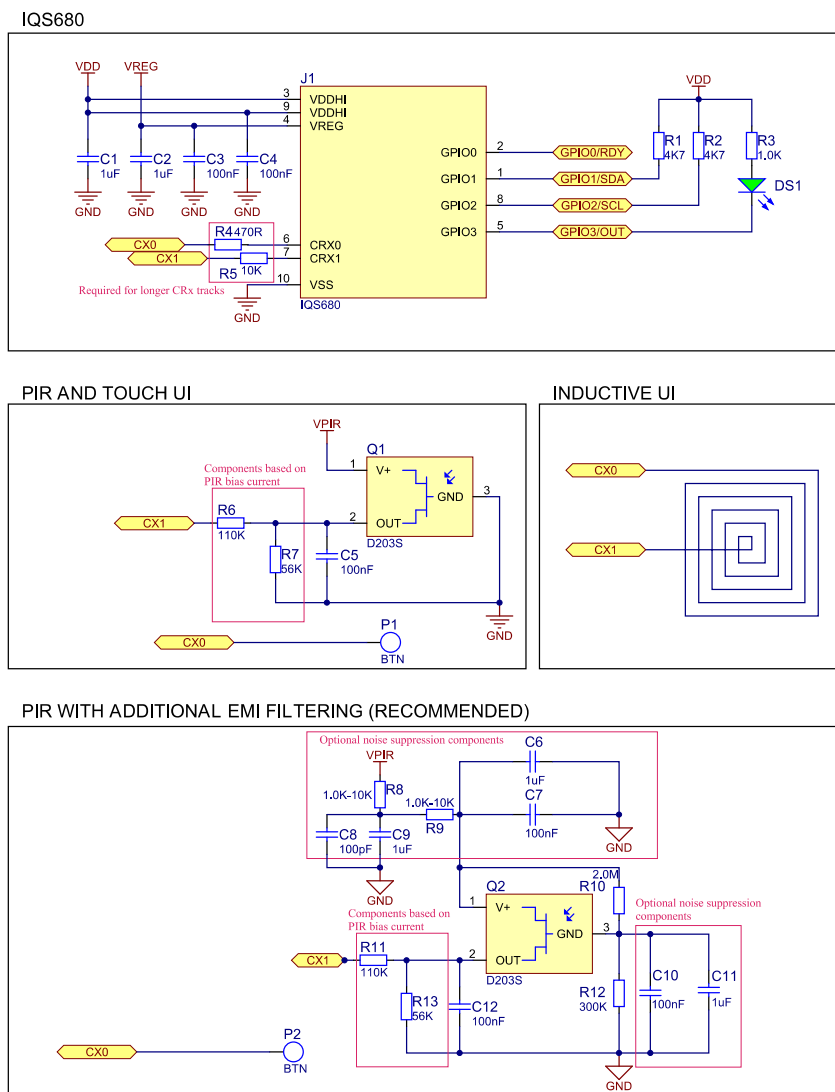 IQS680
VDD
VREG
J1
3
VDDHI
9
VDDHI
4
VREG
C1
1uF
C2
1uF
C3
100nF
C4
100nF
GND
GND
GND
GND
GPIO0
2
GPIO0/RDY
GPIO1
1
GPIO1/SDA
GPIO2
8
GPIO2/SCL
GPIO3
5
GPIO3/OUT
VDD
R1
4K7
R2
4K7
R3
1.0K
DS1
CX0
R4
470R
6
CRX0
CX1
R5
10K
7
CRX1
Required for longer CRx tracks
10
VSS
GND
IQS680
PIR AND TOUCH UI
VPIR
Q1
1
V+
GND
3
2
OUT
D203S
Components based on
PIR bias current
CX1
R6
110K
R7
56K
C5
100nF
GND
CX0
P1
BTN
INDUCTIVE UI
CX0
CX1
PIR WITH ADDITIONAL EMI FILTERING (RECOMMENDED)
Optional noise suppression components
VPIR
R8
1.0K-10K
1.0K-10K
R9
C6
1uF
C7
100nF
GND
C8
100pF
C9
1uF
GND
2.0M
R10
Q2
1
V+
GND
3
2
OUT
D203S
Optional noise suppression
components
Components based on
PIR bias current
CX1
R11
110K
R13
56K
C12
100nF
R12
300K
C10
100nF
C11
1uF
GND
CX0
P2
BTN